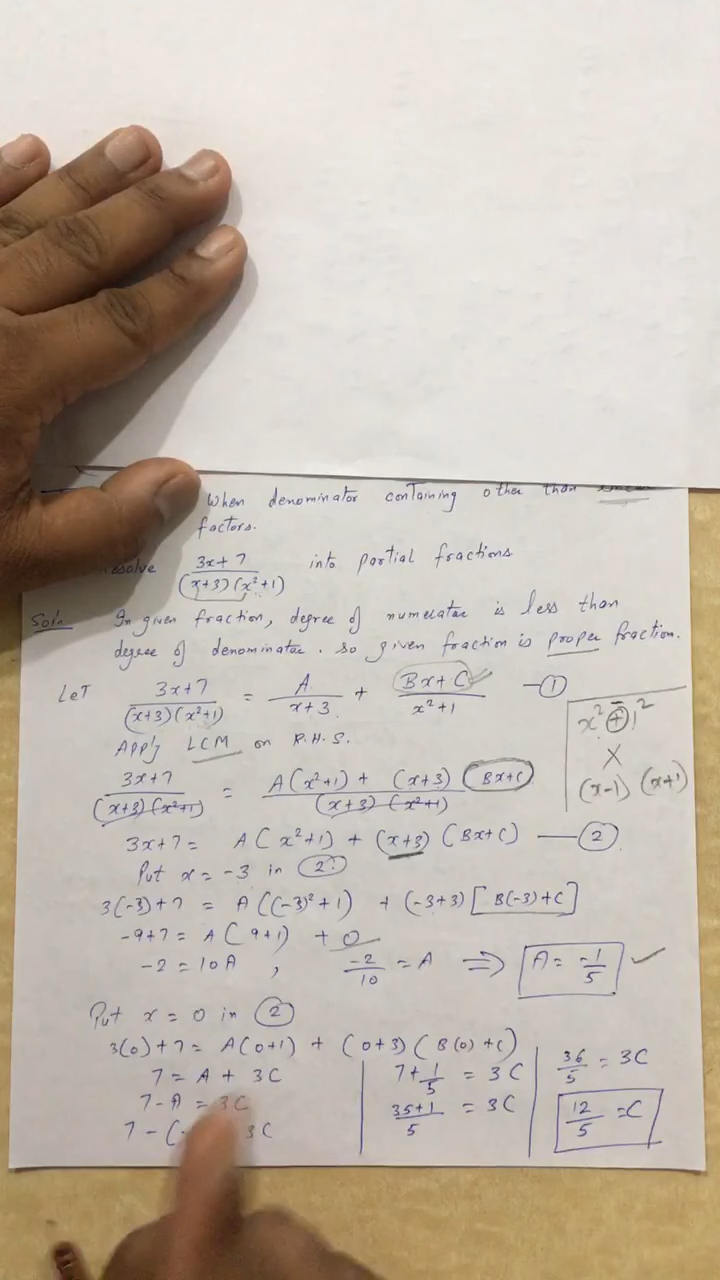 When denominator containing other than
factors.
3x+7/((x+3)(x²+1)) into partial fractions
Soln In given fraction, degree of numerator is less than
degree of denominator. so given fraction is proper fraction.
Let 3x+7/((x+3)(x²+1)) = A/(x+3) + (Bx+C)/(x²+1) — ①
Apply LCM on R.H.S.
x² + 1²
×
(x-1) (x+1)
3x+7/((x+3)(x²+1)) = (A(x²+1) + (x+3)(Bx+C))/((x+3)(x²+1))
3x+7 = A(x²+1) + (x+3)(Bx+C) — ②
Put x = -3 in ②
3(-3)+7 = A((-3)²+1) + (-3+3)[B(-3)+C]
-9+7 = A(9+1) + 0
-2 = 10A , -2/10 = A ⇒ A = -1/5
Put x = 0 in ②
3(0)+7 = A(0+1) + (0+3)(B(0)+C)
7 = A + 3C
7-A = 3C
7-(- 3C
7+1/5 = 3C
(35+1)/5 = 3C
36/5 = 3C
12/5 = C